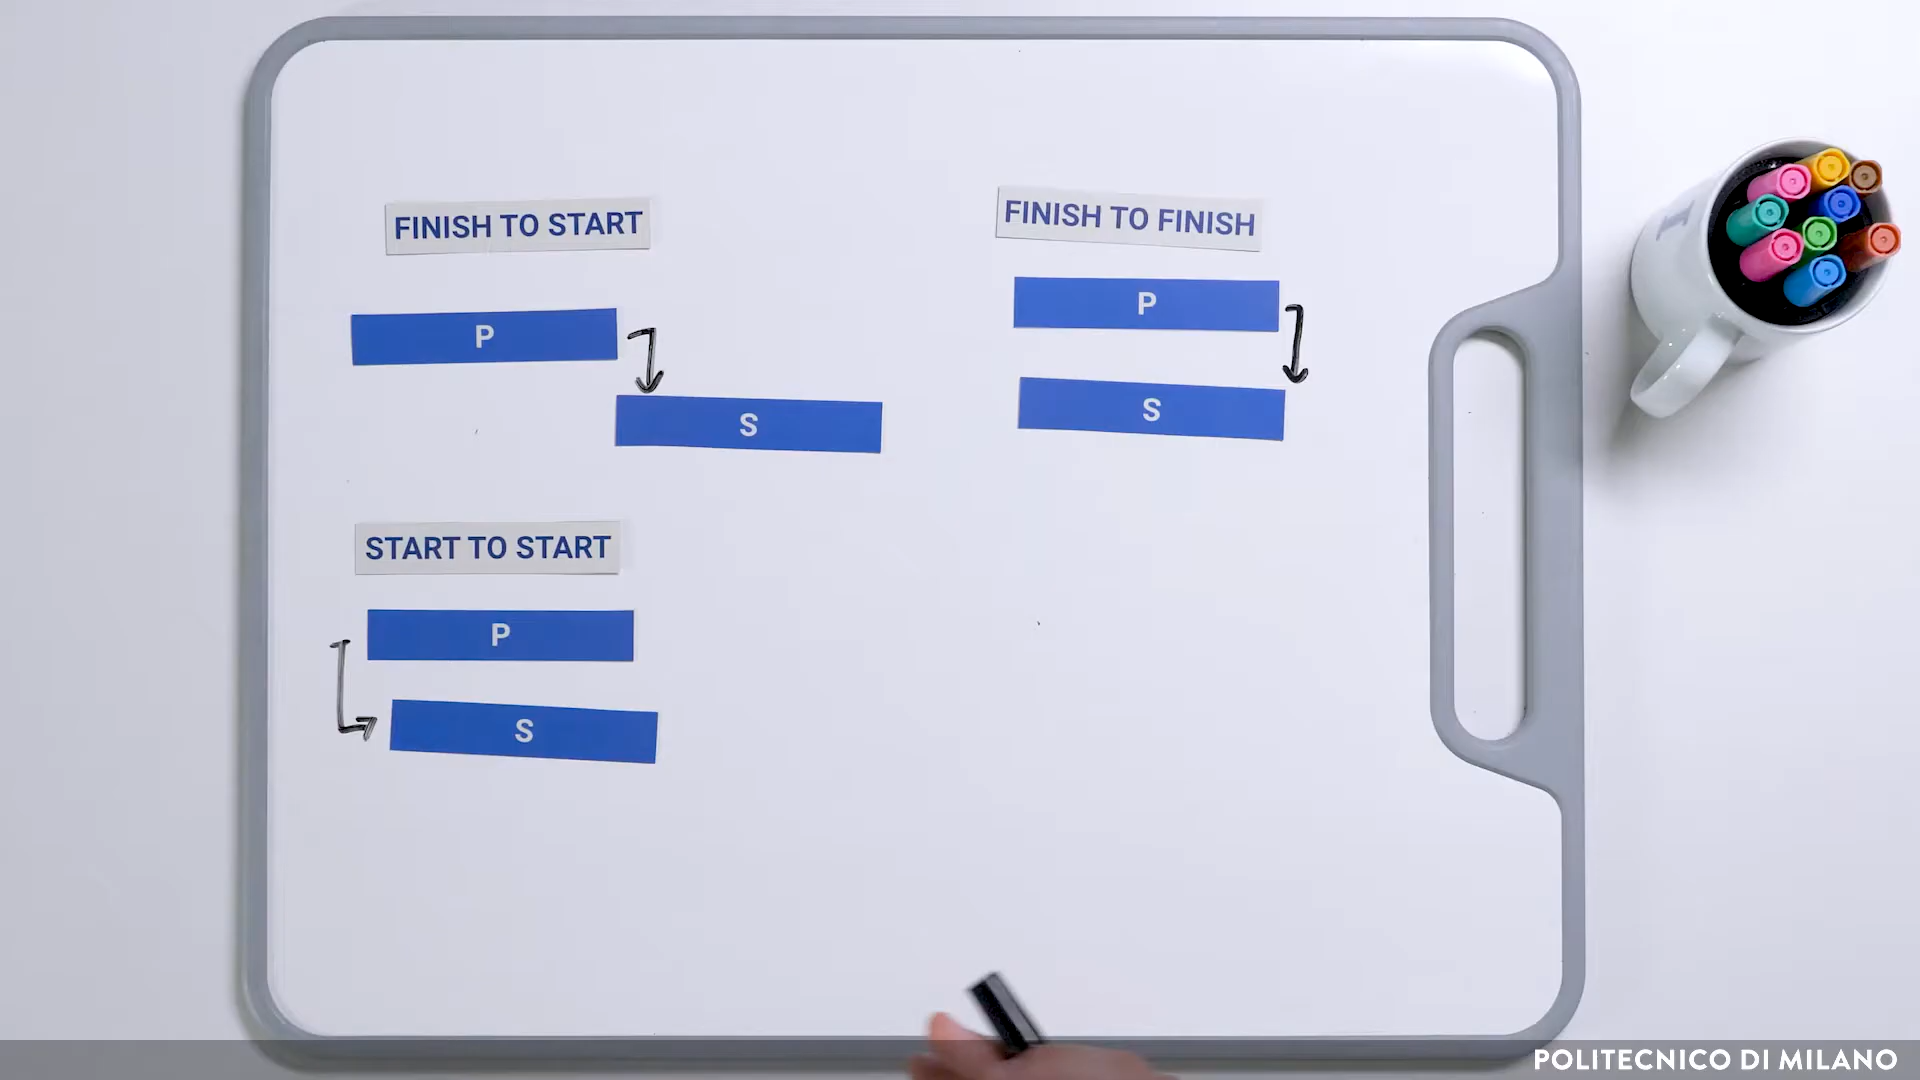 FINISH TO START
P
S
FINISH TO FINISH
P
S
START TO START
P
S
POLITECNICO DI MILANO